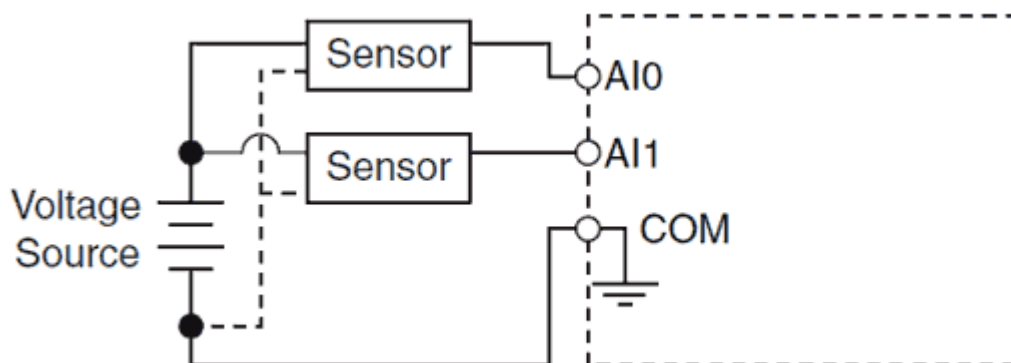 Sensor
AI0
Sensor
AI1
Voltage
Source
COM